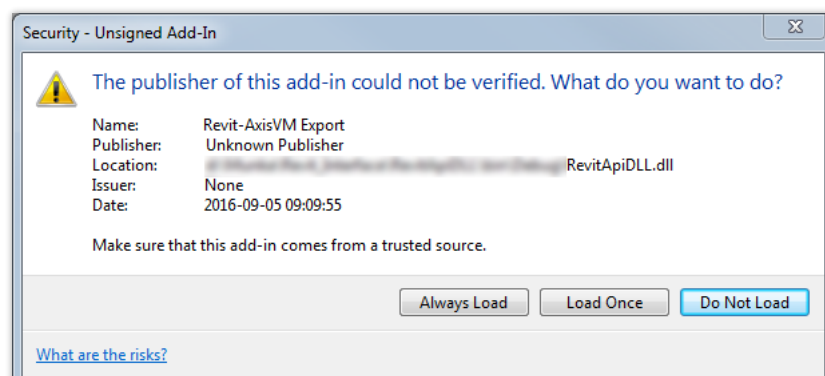 Security - Unsigned Add-In
The publisher of this add-in could not be verified. What do you want to do?
Name: Revit-AxisVM Export
Publisher: Unknown Publisher
Location: RevitApiDLL.dll
Issuer: None
Date: 2016-09-05 09:09:55
Make sure that this add-in comes from a trusted source.
Always Load Load Once Do Not Load
What are the risks?